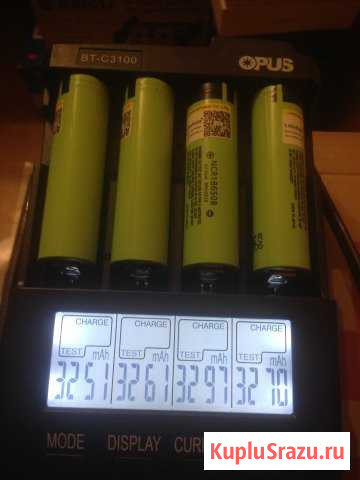 BT-C3100 OPUS
NCR18650B
CHARGE CHARGE CHARGE CHARGE
TEST mAh TEST mAh TEST mAh TEST mAh
3251 3261 3297 3270
MODE DISPLAY CUR
KupluSrazu.ru